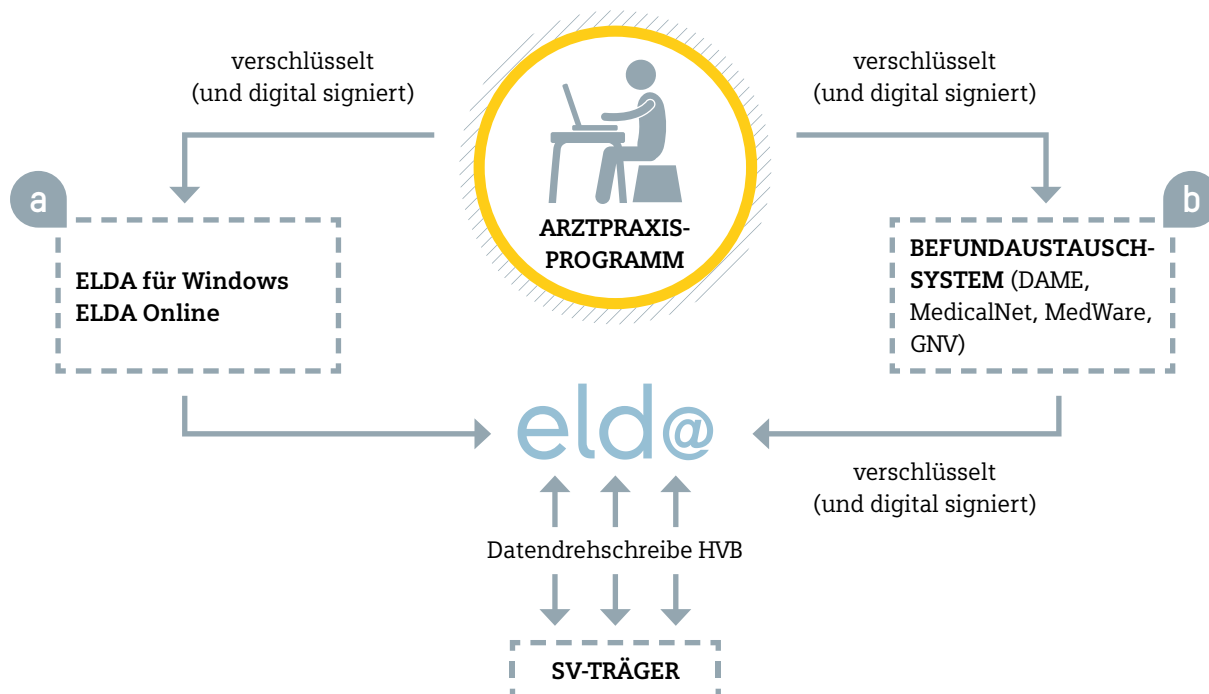 verschlüsselt
(und digital signiert)
verschlüsselt
(und digital signiert)
ARZTPRAXIS-
PROGRAMM
a
ELDA für Windows
ELDA Online
b
BEFUNDAUSTAUSCH-
SYSTEM (DAME,
MedicalNet, MedWare,
GNV)
eld@
verschlüsselt
(und digital signiert)
Datendrehschreibe HVB
SV-TRÄGER